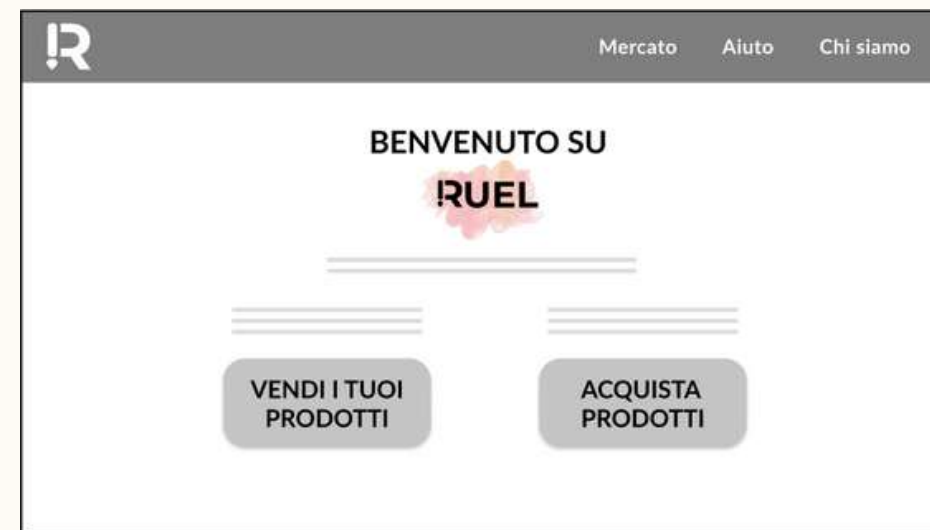 R
Mercato Aiuto Chi siamo
BENVENUTO SU
RUEL
VENDI I TUOI
PRODOTTI
ACQUISTA
PRODOTTI